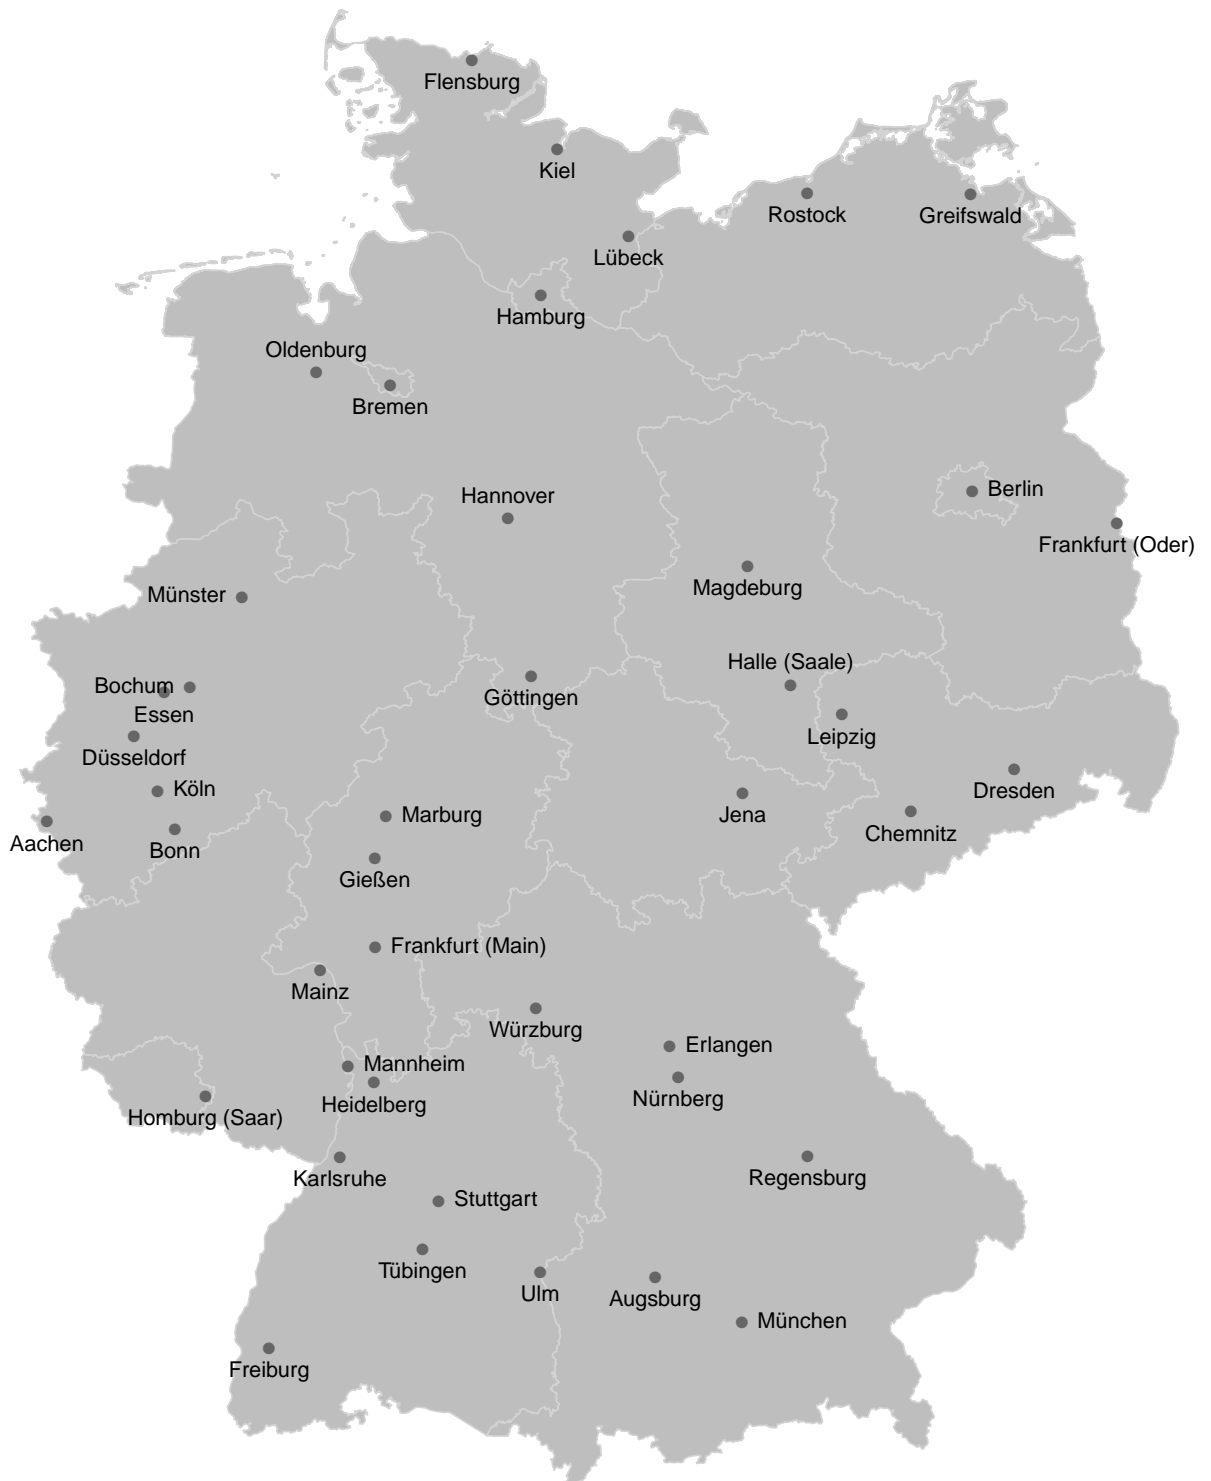 Flensburg
Kiel
Rostock
Greifswald
Lübeck
Hamburg
Oldenburg
Bremen
Hannover
Berlin
Frankfurt (Oder)
Magdeburg
Münster
Halle (Saale)
Bochum
Göttingen
Essen
Leipzig
Düsseldorf
Köln
Dresden
Marburg
Jena
Chemnitz
Aachen
Bonn
Gießen
Frankfurt (Main)
Mainz
Würzburg
Erlangen
Mannheim
Nürnberg
Heidelberg
Homburg (Saar)
Karlsruhe
Regensburg
Stuttgart
Tübingen
Ulm
Augsburg
München
Freiburg